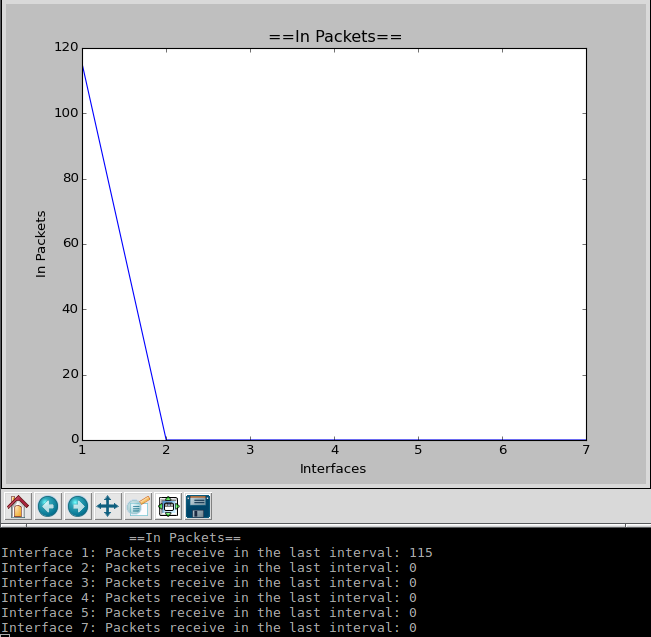 ==In Packets==
120
100
80
60
40
20
0
In Packets
1 2 3 4 5 6 7
Interfaces
==In Packets==
Interface 1: Packets receive in the last interval: 115
Interface 2: Packets receive in the last interval: 0
Interface 3: Packets receive in the last interval: 0
Interface 4: Packets receive in the last interval: 0
Interface 5: Packets receive in the last interval: 0
Interface 7: Packets receive in the last interval: 0